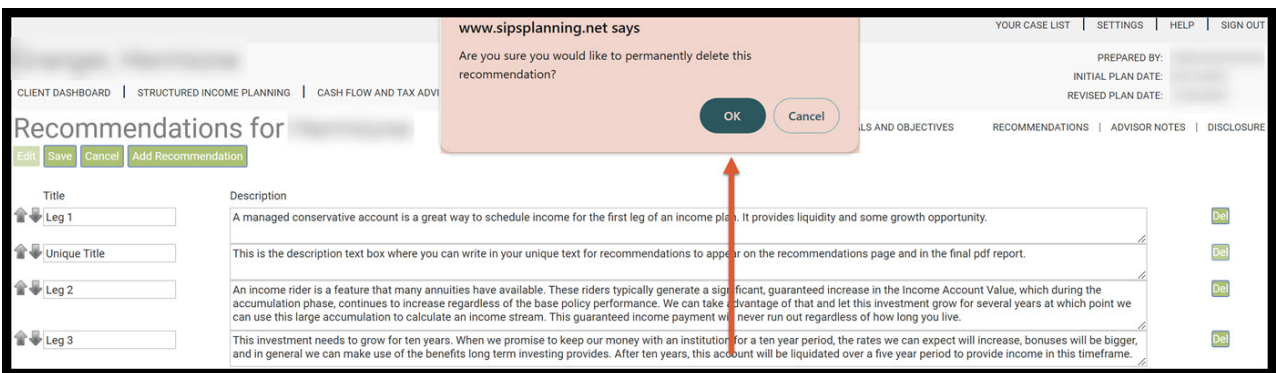 www.sipsplanning.net says
YOUR CASE LIST | SETTINGS | HELP | SIGN OUT
Are you sure you would like to permanently delete this
recommendation?
PREPARED BY:
INITIAL PLAN DATE:
REVISED PLAN DATE:
CLIENT DASHBOARD | STRUCTURED INCOME PLANNING | CASH FLOW AND TAX ADVI
OK Cancel
Recommendations for
LS AND OBJECTIVES RECOMMENDATIONS | ADVISOR NOTES | DISCLOSURE
Edit Save Cancel Add Recommendation
Title Description
Leg 1 A managed conservative account is a great way to schedule income for the first leg of an income plan. It provides liquidity and some growth opportunity. Del
Unique Title This is the description text box where you can write in your unique text for recommendations to appear on the recommendations page and in the final pdf report. Del
Leg 2 An income rider is a feature that many annuities have available. These riders typically generate a significant, guaranteed increase in the Income Account Value, which during the Del
accumulation phase, continues to increase regardless of the base policy performance. We can take advantage of that and let this investment grow for several years at which point we
can use this large accumulation to calculate an income stream. This guaranteed income payment will never run out regardless of how long you live.
Leg 3 This investment needs to grow for ten years. When we promise to keep our money with an institution for a ten year period, the rates we can expect will increase, bonuses will be bigger, Del
and in general we can make use of the benefits long term investing provides. After ten years, this account will be liquidated over a five year period to provide income in this timeframe.